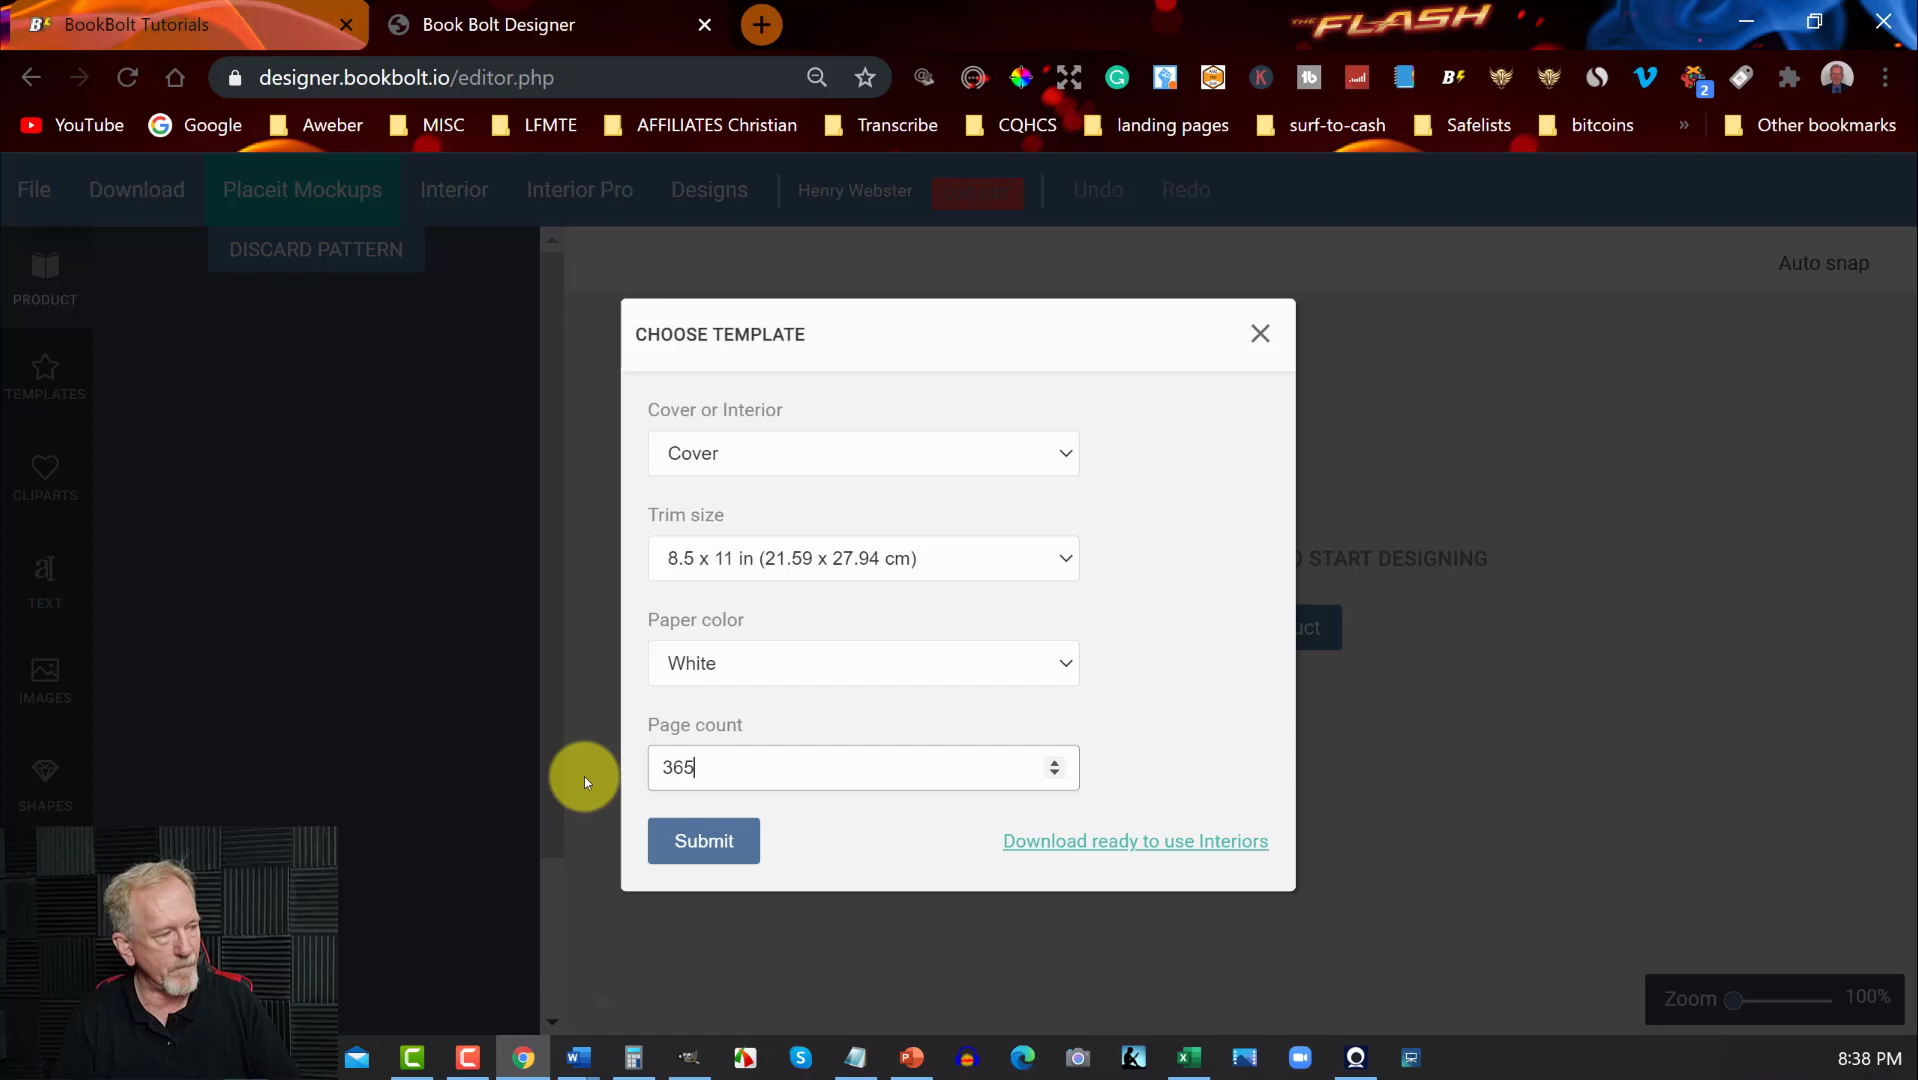 BookBolt Tutorials
Book Bolt Designer
THE FLASH
designer.bookbolt.io/editor.php
2
YouTube Google Aweber MISC LFMTE AFFILIATES Christian Transcribe CQHCS landing pages surf-to-cash Safelists bitcoins » Other bookmarks
File Download Placeit Mockups Interior Interior Pro Designs Henry Webster Undo Redo
DISCARD PATTERN
Auto snap
PRODUCT
TEMPLATES
CLIPARTS
TEXT
IMAGES
SHAPES
CHOOSE TEMPLATE
Cover or Interior
Cover
Trim size
8.5 x 11 in (21.59 x 27.94 cm)
O START DESIGNING
Paper color
White
uct
Page count
365
Submit
Download ready to use Interiors
Zoom 100%
8:38 PM